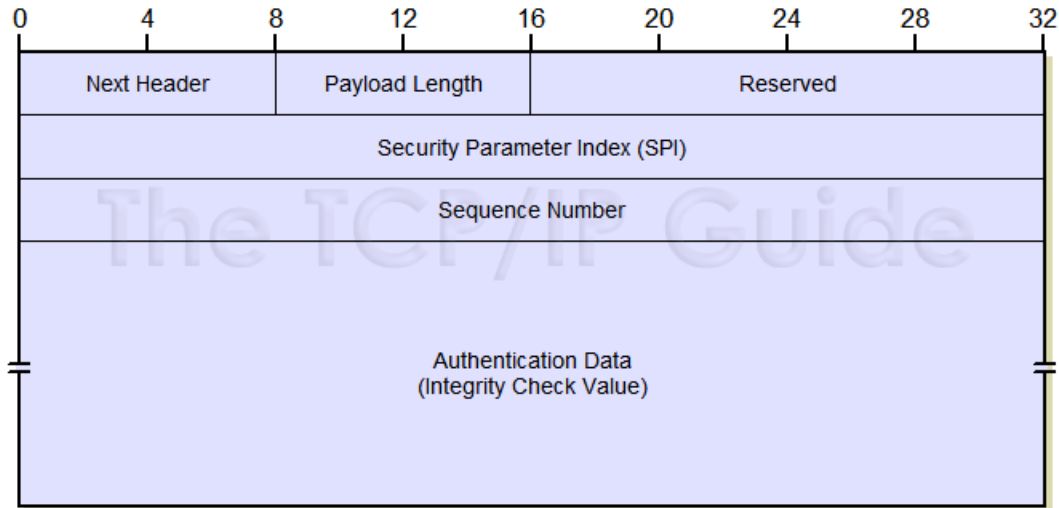 0 4 8 12 16 20 24 28 32
Next Header Payload Length Reserved
Security Parameter Index (SPI)
Sequence Number
The TCP/IP Guide
Authentication Data
(Integrity Check Value)